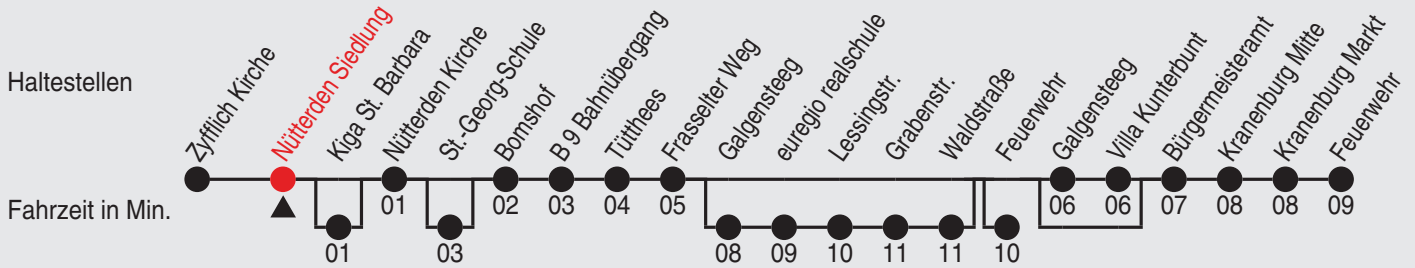 Haltestellen
Zyfflich Kirche
Nütterden Siedlung
Kiga St. Barbara
Nütterden Kirche
St.-Georg-Schule
Bomshof
B 9 Bahnübergang
Tütthees
Frasselter Weg
Galgensteeg
euregio realschule
Lessingstr.
Grabenstr.
Waldstraße
Feuerwehr
Galgensteeg
Villa Kunterbunt
Bürgermeisteramt
Kranenburg Mitte
Kranenburg Markt
Feuerwehr
Fahrzeit in Min.
01 02 03 04 05 06 06 07 08 08 09
01 03 08 09 10 11 11 10